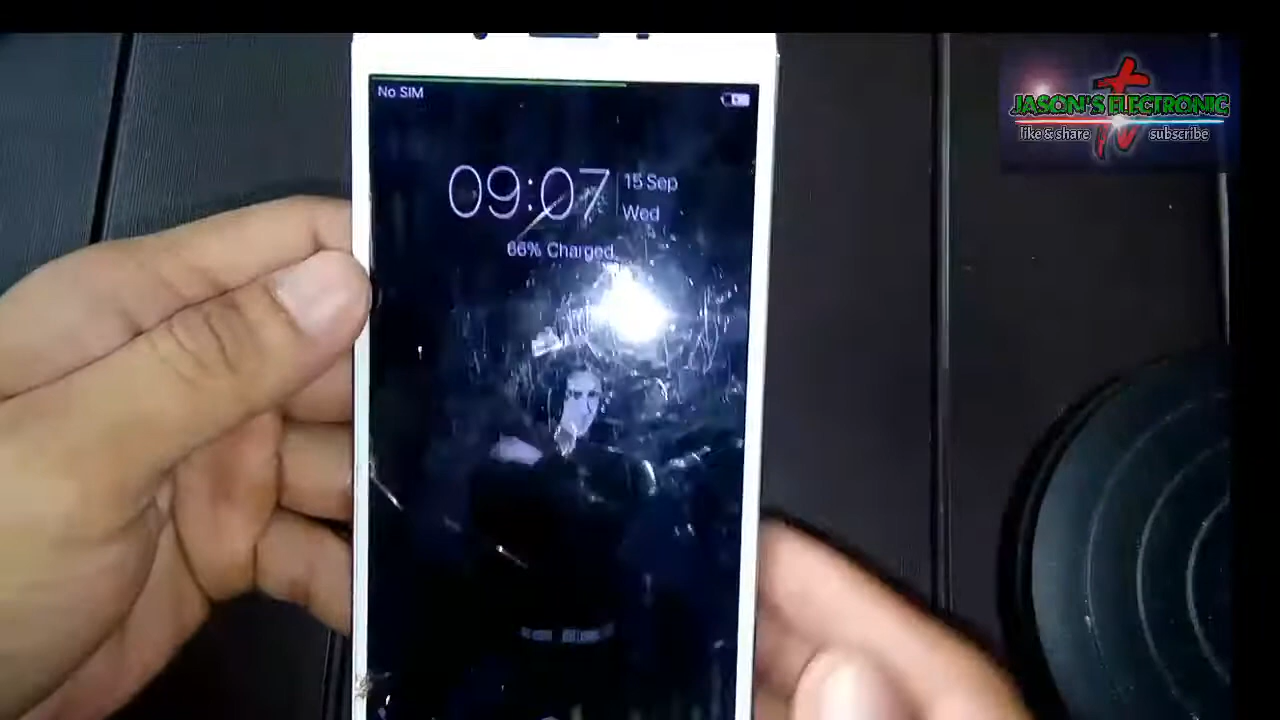 No SIM
09:07
15 Sep
Wed
66% Charged
JASON'S ELECTRONIC
TV
like & share
subscribe